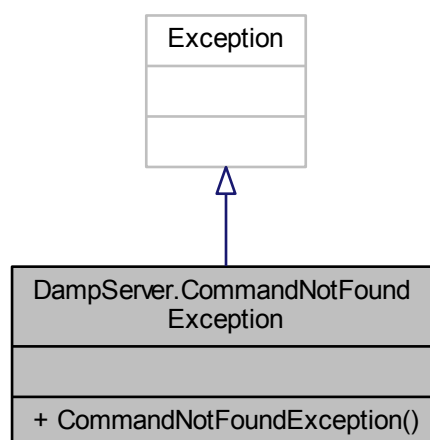 Exception
DampServer.CommandNotFound
Exception
+ CommandNotFoundException()